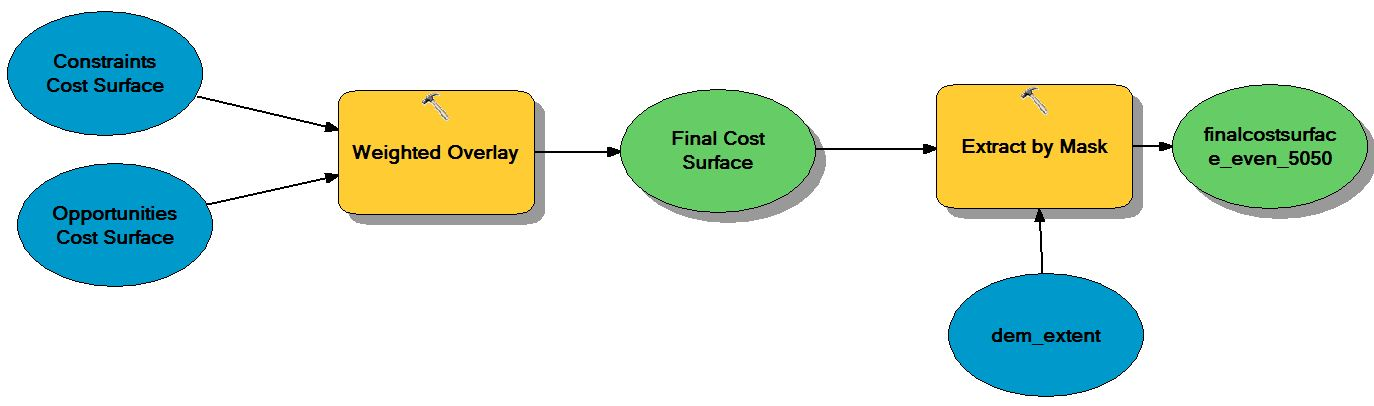 Constraints
Cost Surface
Opportunities
Cost Surface
Weighted Overlay
Final Cost
Surface
Extract by Mask
dem_extent
finalcostsurfac
e_even_5050